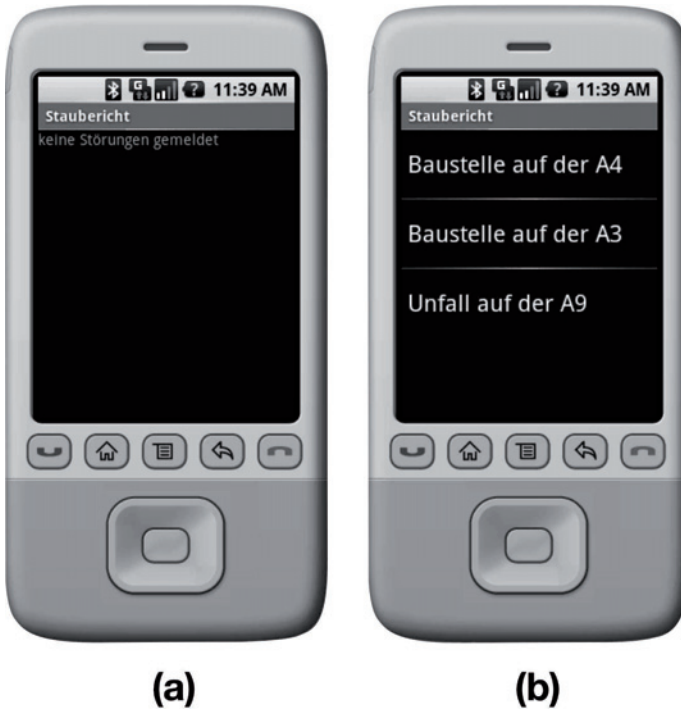 11:39 AM
Staubericht
keine Störungen gemeldet
(a)
11:39 AM
Staubericht
Baustelle auf der A4
Baustelle auf der A3
Unfall auf der A9
(b)